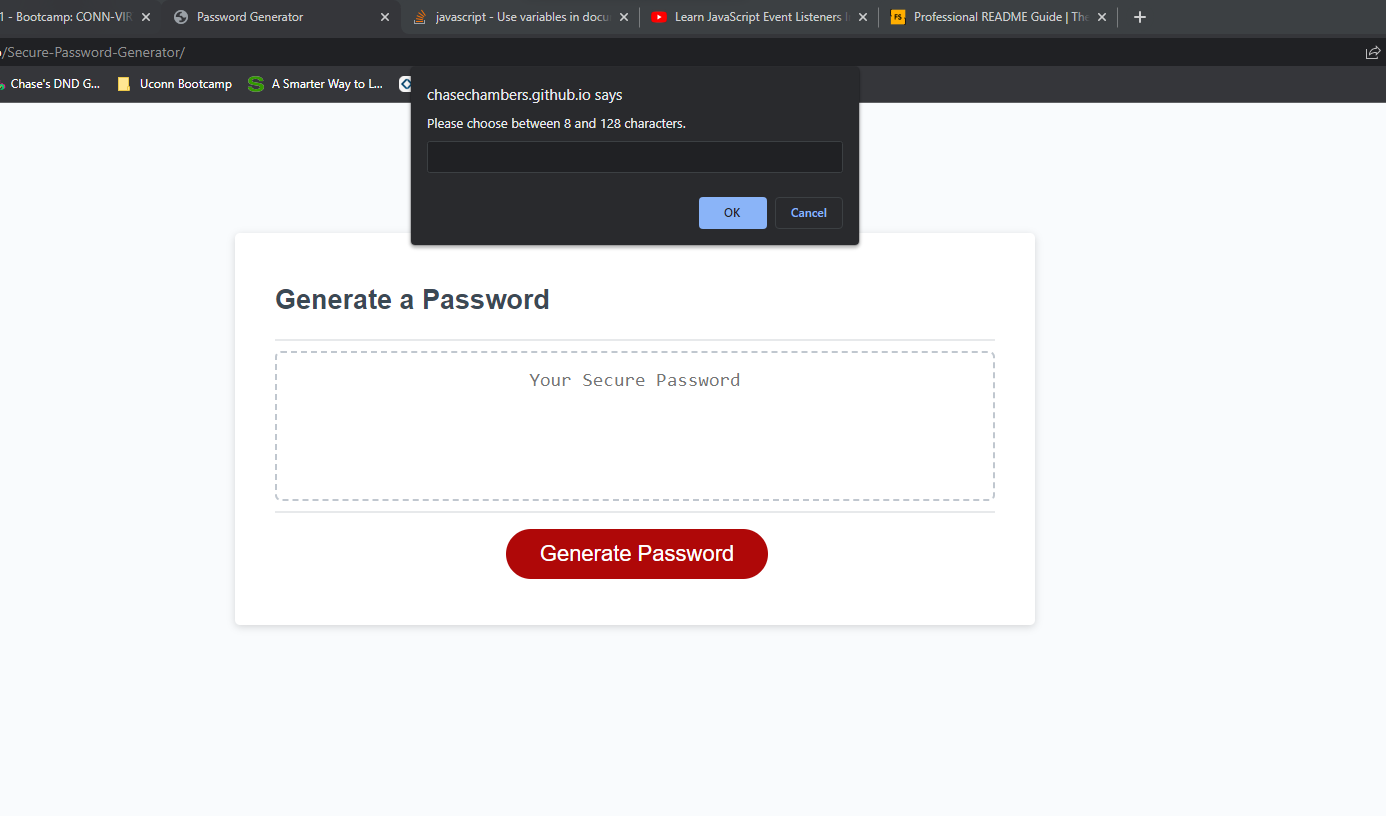 1 - Bootcamp: CONN-VIR
Password Generator
javascript - Use variables in docu
Learn JavaScript Event Listeners I
Professional README Guide | The
/Secure-Password-Generator/
Chase's DND G...
Uconn Bootcamp
S
A Smarter Way to L...
chasechambers.github.io says
Please choose between 8 and 128 characters.
OK
Cancel
Generate a Password
Your Secure Password
Generate Password